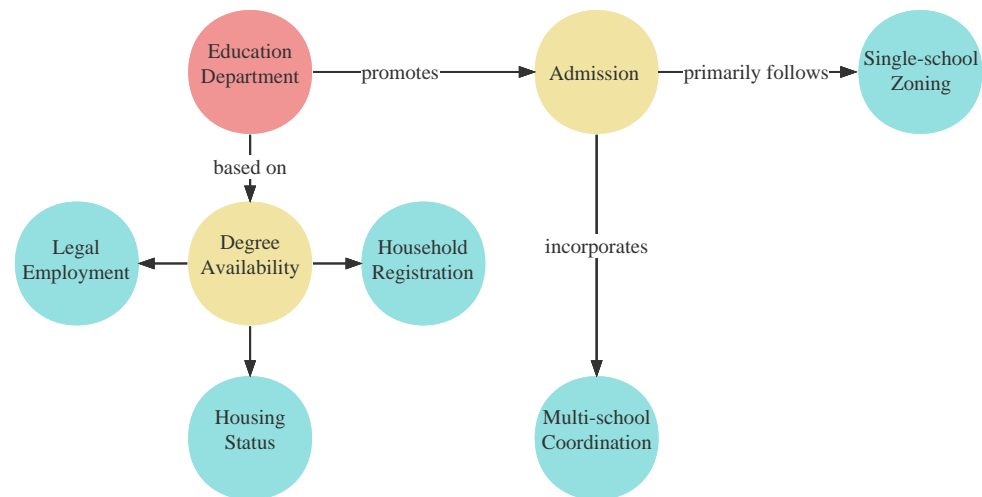 Education
Department
promotes
Admission
primarily follows
Single-school
Zoning
based on
Legal
Employment
Degree
Availability
Household
Registration
incorporates
Housing
Status
Multi-school
Coordination